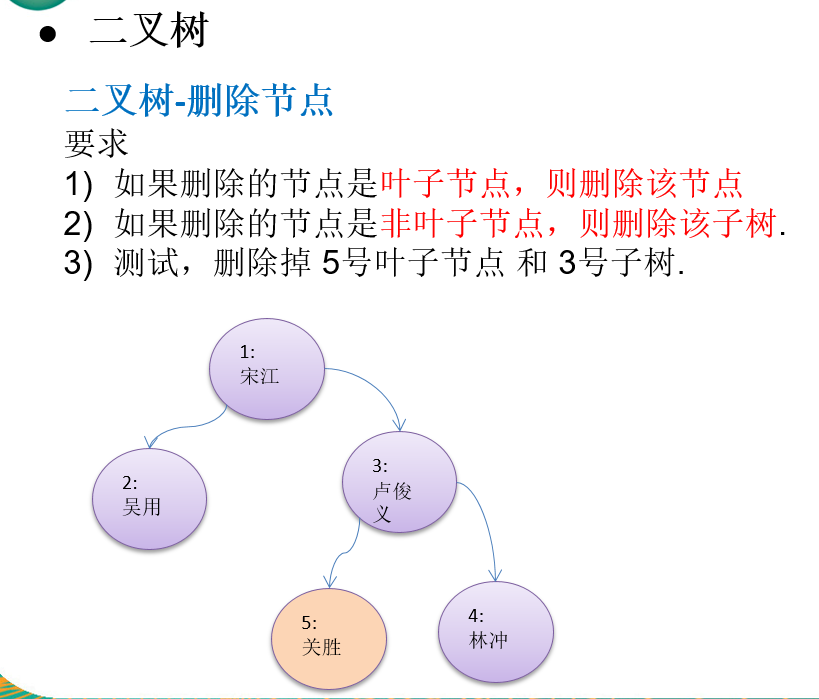 ● 二叉树
二叉树-删除节点
要求
1) 如果删除的节点是叶子节点，则删除该节点
2) 如果删除的节点是非叶子节点，则删除该子树.
3) 测试，删除掉 5号叶子节点 和 3号子树.
1:
宋江
2:
吴用
3:
卢俊
义
5:
关胜
4:
林冲